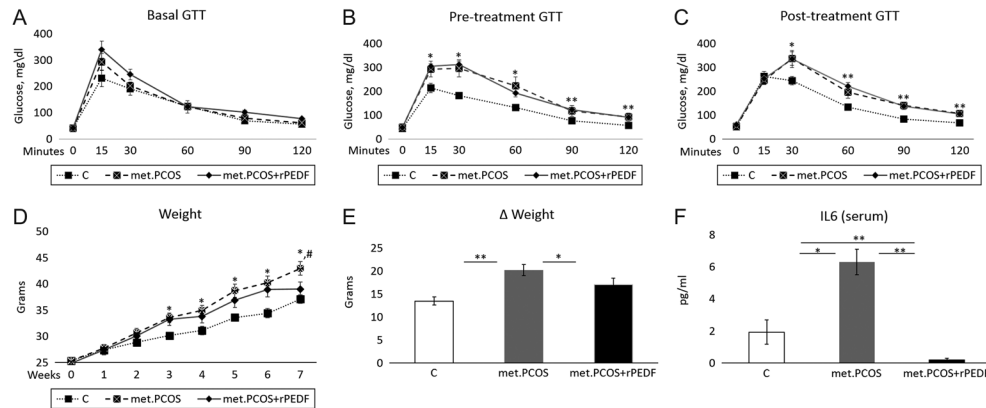 A
Basal GTT
Glucose, mg\dl
400
300
200
100
0
Minutes 0 15 30 60 90 120
C met.PCOS met.PCOS+rPEDF
B
Pre-treatment GTT
Glucose, mg/dl
400
300
200
100
0
* * * ** **
Minutes 0 15 30 60 90 120
C met.PCOS met.PCOS+rPEDF
C
Post-treatment GTT
Glucose, mg/dl
400
300
200
100
0
* ** ** **
Minutes 0 15 30 60 90 120
C met.PCOS met.PCOS+rPEDF
D
Weight
Grams
50
45
40
35
30
25
* * * * *,#
Weeks 0 1 2 3 4 5 6 7
C met.PCOS met.PCOS+rPEDF
E
Δ Weight
Grams
25
20
15
10
5
0
** *
C met.PCOS met.PCOS+rPEDF
F
IL6 (serum)
pg/ml
8
6
4
2
0
**
* **
C met.PCOS met.PCOS+rPEDF